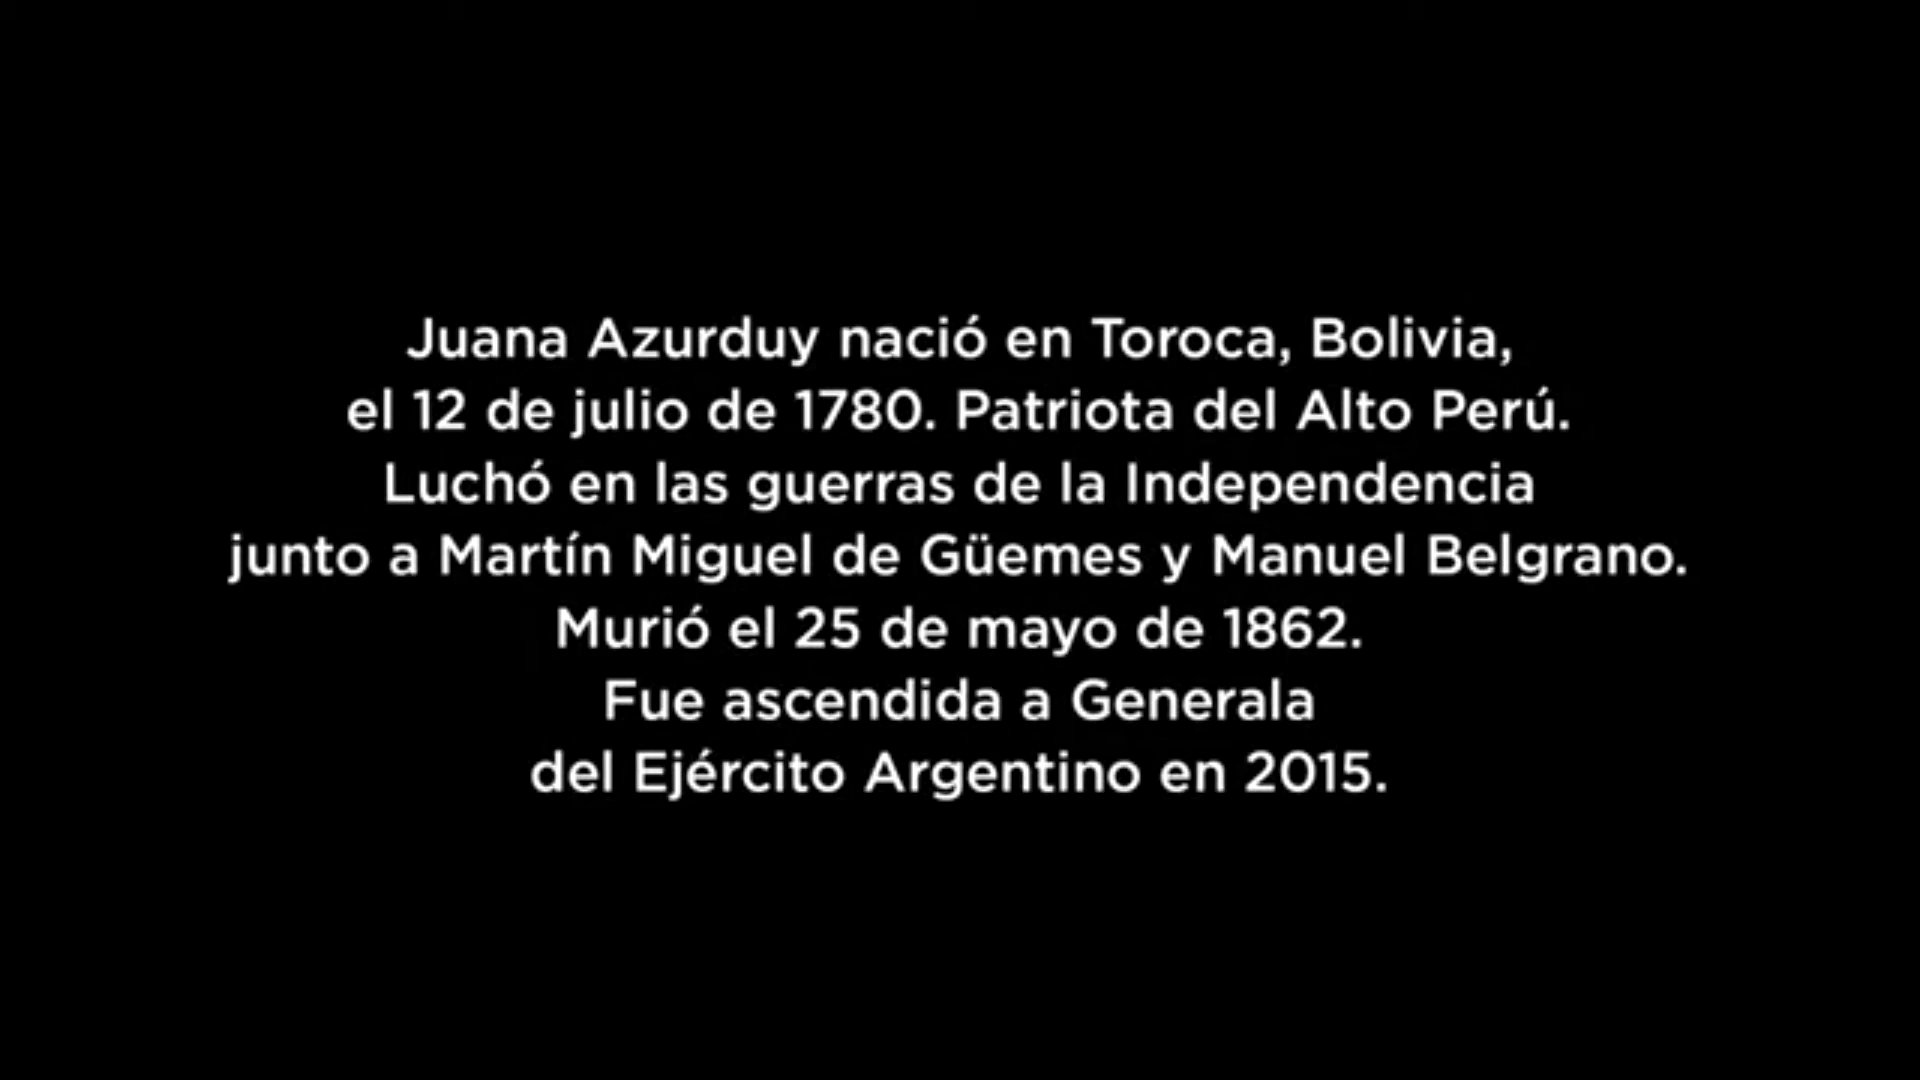 Juana Azurduy nació en Toroca, Bolivia,
el 12 de julio de 1780. Patriota del Alto Perú.
Luchó en las guerras de la Independencia
junto a Martín Miguel de Güemes y Manuel Belgrano.
Murió el 25 de mayo de 1862.
Fue ascendida a Generala
del Ejército Argentino en 2015.